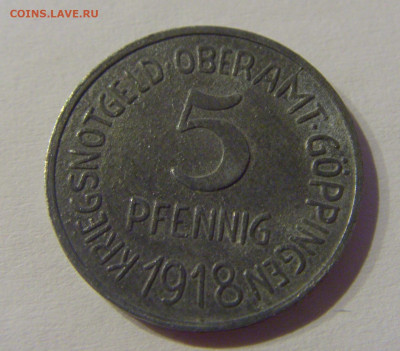 COINS.LAVE.RU
KRIEGSNOTGELD·OBERAMT·GÖPPINGEN
5
PFENNIG
1918